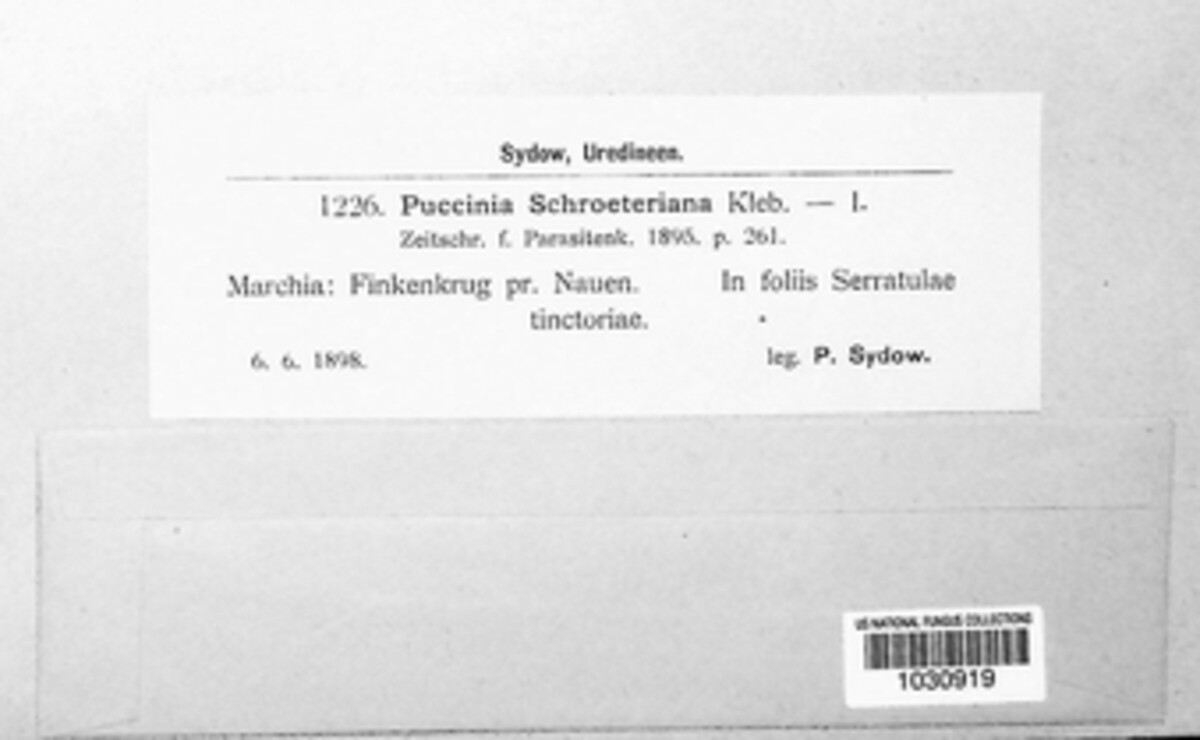 Sydow, Uredineen.
1226. Puccinia Schroeteriana Kleb. — I.
Zeitschr. f. Parasitenk. 1895. p. 261.
Marchia: Finkenkrug pr. Nauen. In foliis Serratulae
tinctoriae.
6. 6. 1898. leg. P. Sydow.
US NATIONAL FUNGUS COLLECTIONS
1030919